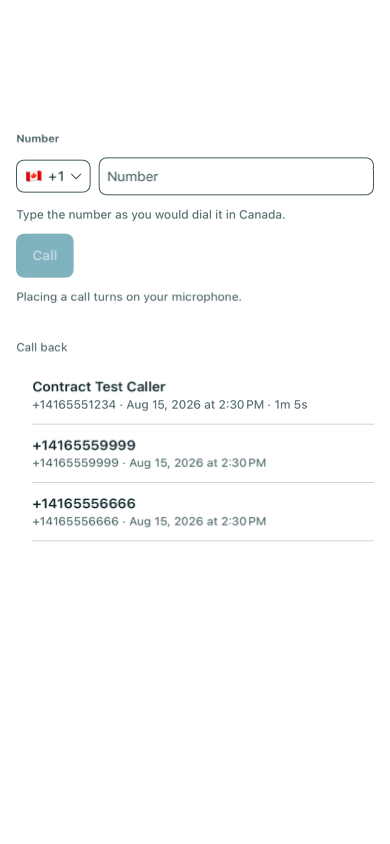 Number
+1
Number
Type the number as you would dial it in Canada.
Call
Placing a call turns on your microphone.
Call back
Contract Test Caller
+14165551234 · Aug 15, 2026 at 2:30 PM · 1m 5s
+14165559999
+14165559999 · Aug 15, 2026 at 2:30 PM
+14165556666
+14165556666 · Aug 15, 2026 at 2:30 PM